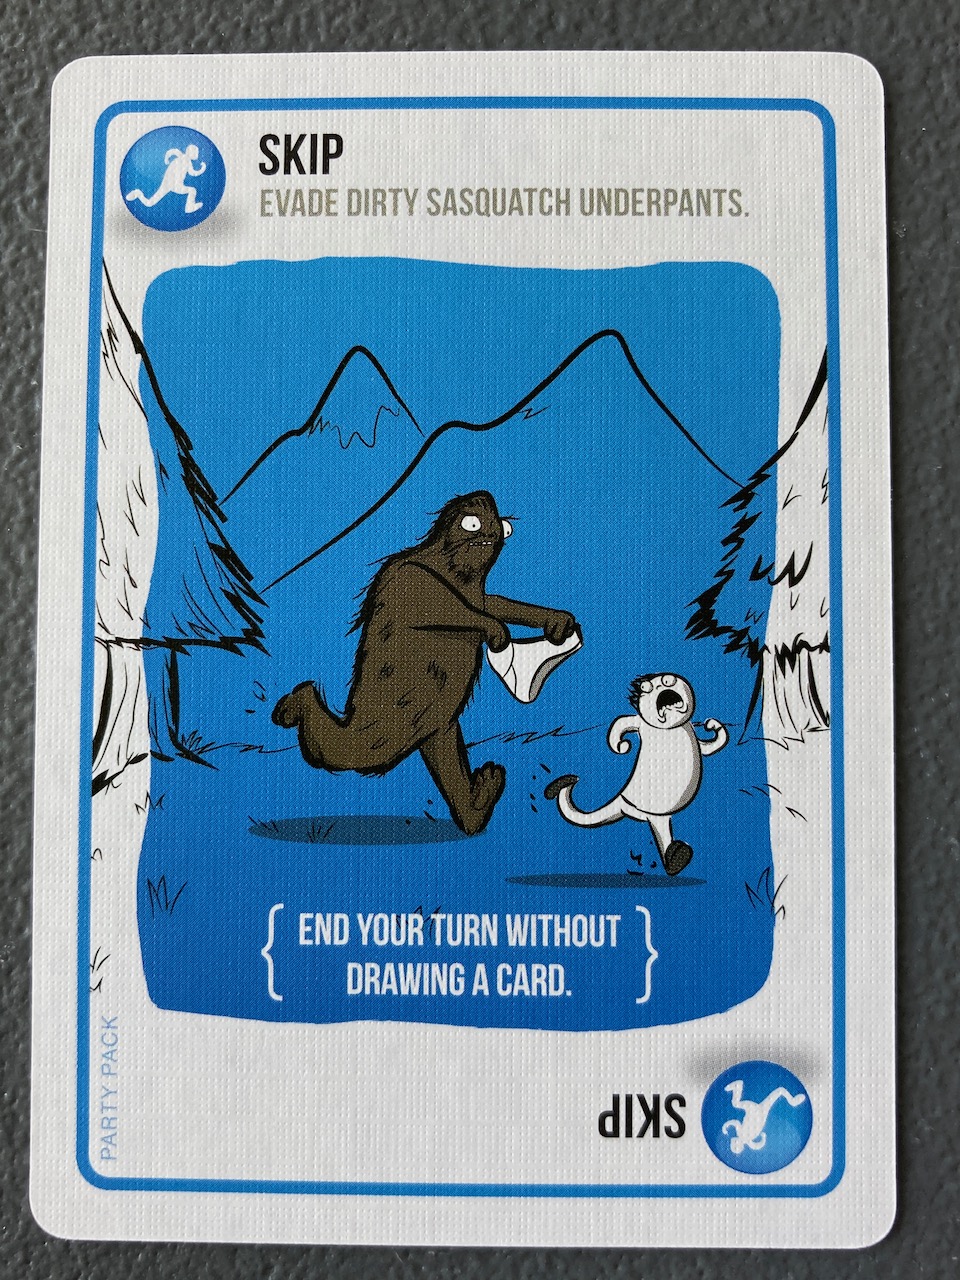 SKIP
EVADE DIRTY SASQUATCH UNDERPANTS.
END YOUR TURN WITHOUT
DRAWING A CARD.
PARTY PACK
SKIP